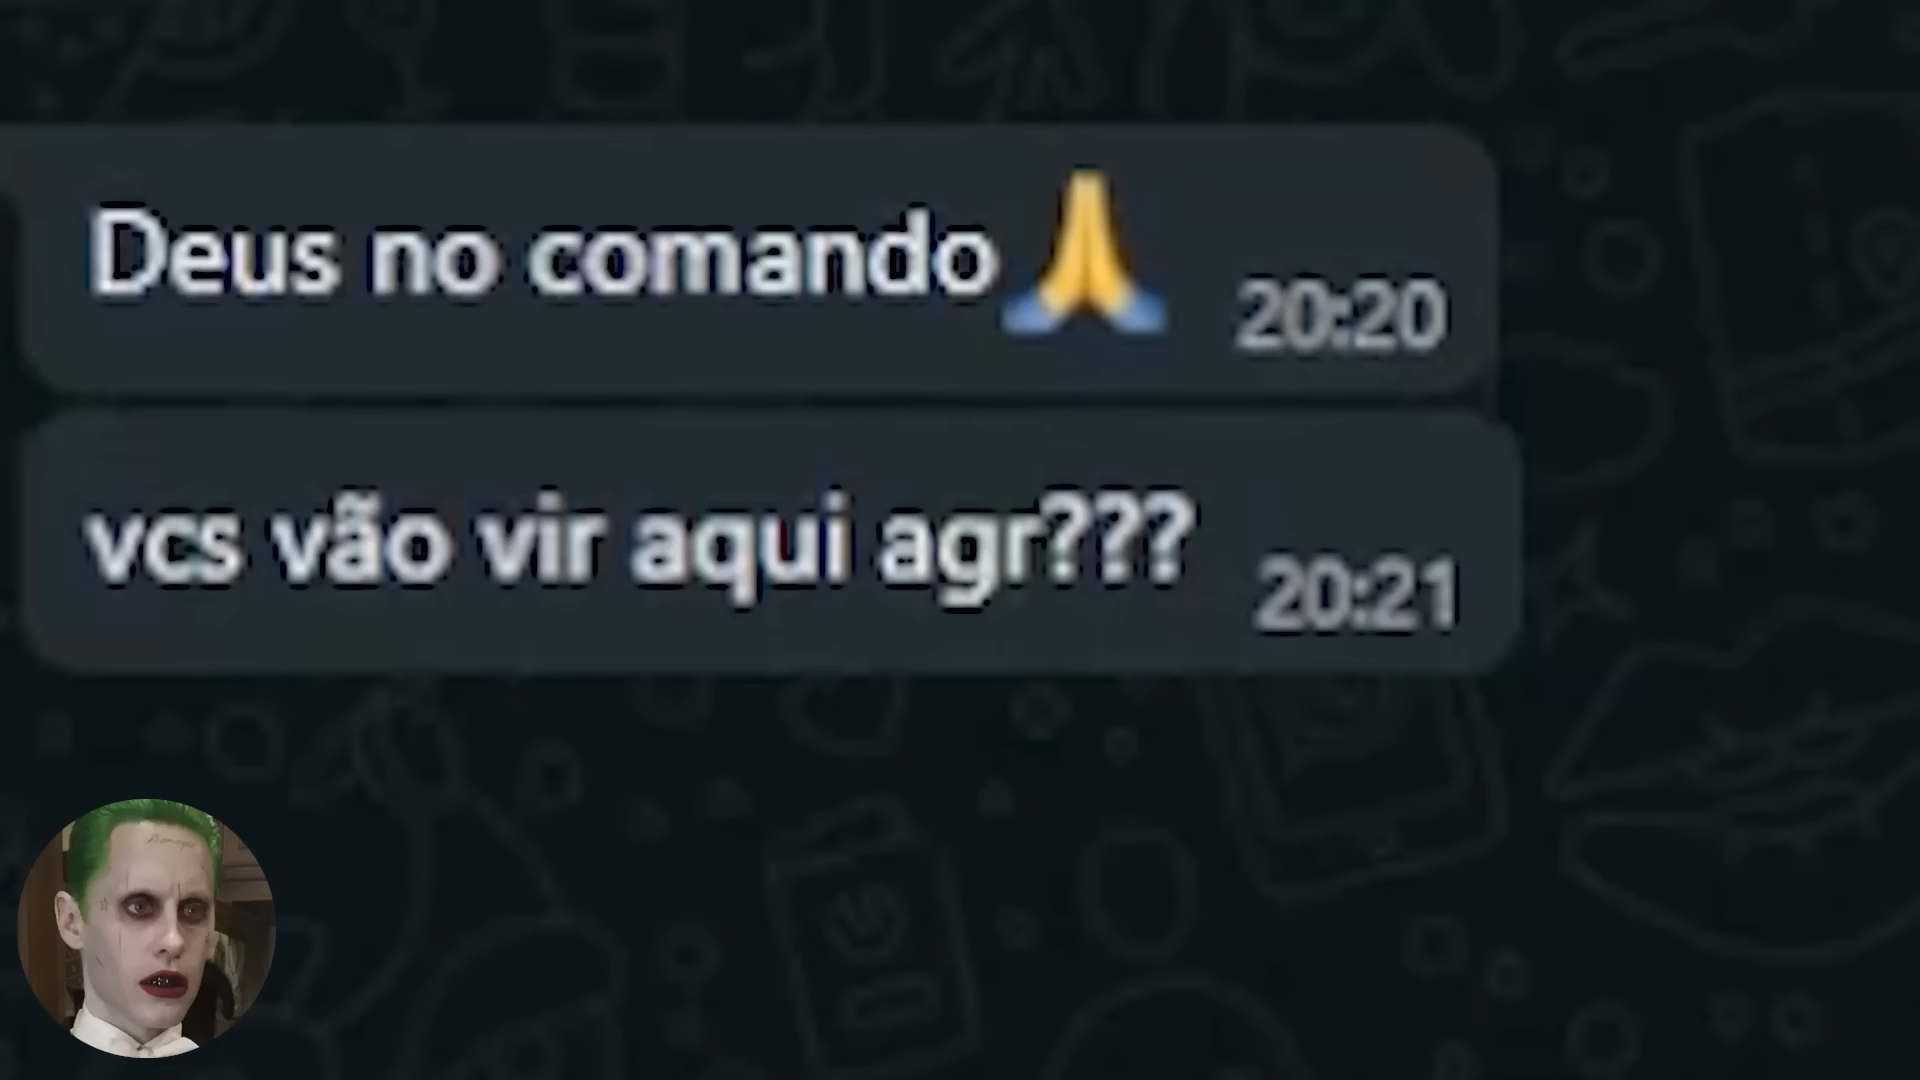 Deus no comando🙏 20:20
vcs vão vir aqui agr??? 20:21